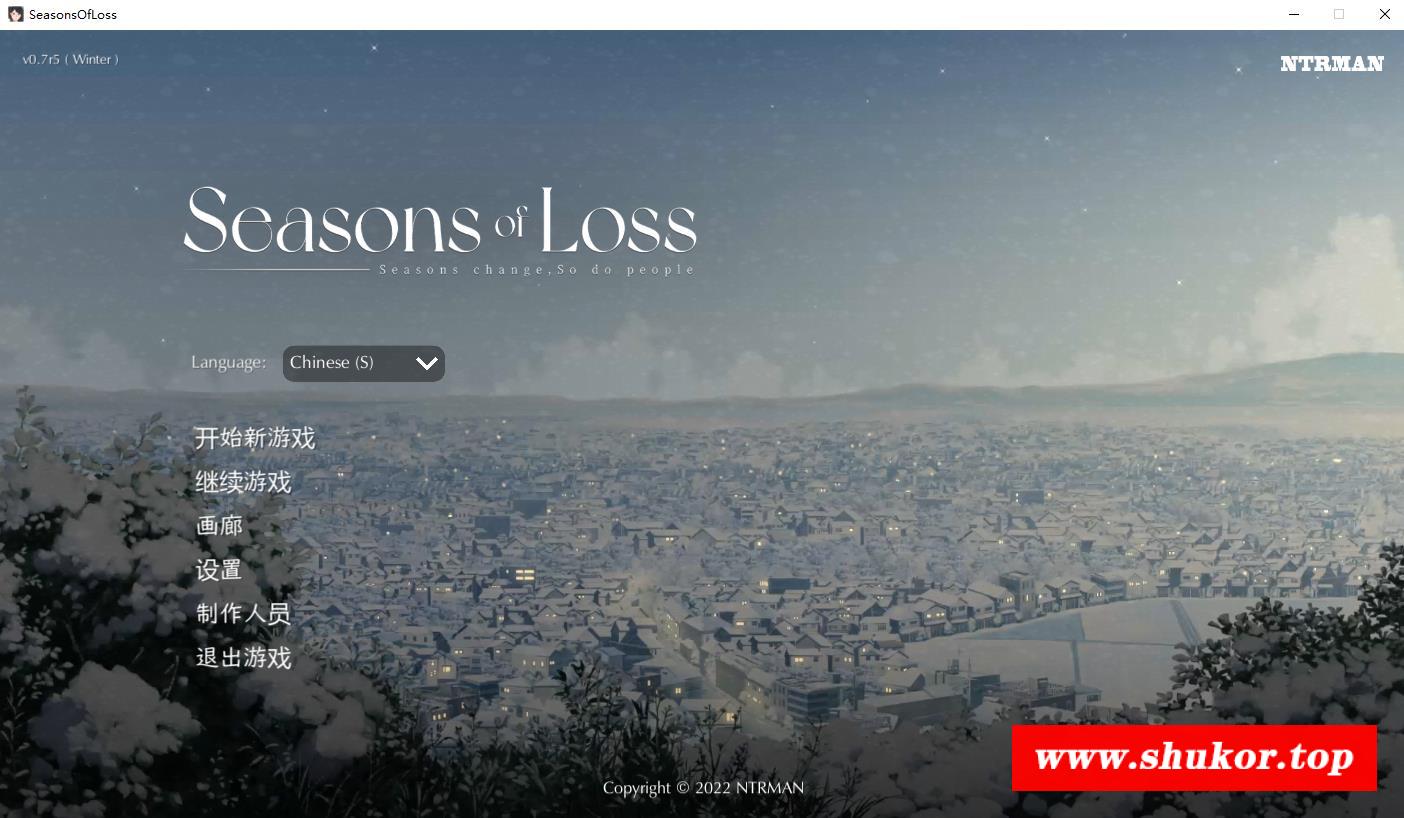 SeasonsOfLoss
v0.7r5 ( Winter )
NTRMAN
Seasons of Loss
Seasons change,So do people
Language: Chinese (S)
开始新游戏
继续游戏
画廊
设置
制作人员
退出游戏
www.shukor.top
Copyright © 2022 NTRMAN